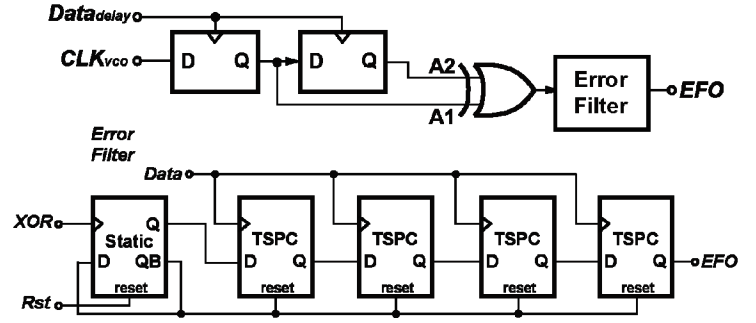 Datadelay
CLKvco
D Q
D Q
A2
A1
Error
Filter
EFO
Error
Filter
Data
XOR
Static
Q
D QB
reset
Rst
TSPC
D Q
reset
TSPC
D Q
reset
TSPC
D Q
reset
TSPC
D Q
reset
EFO